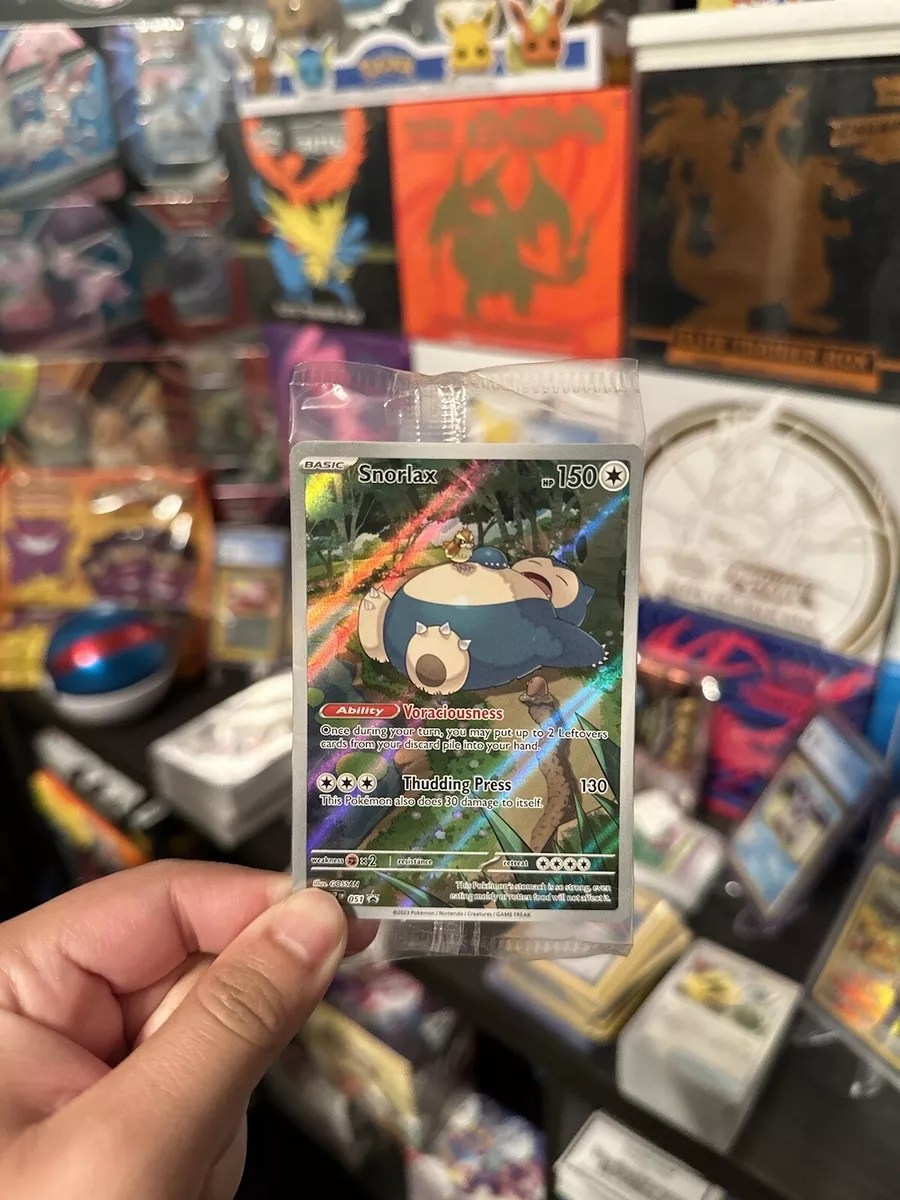 BASIC Snorlax HP 150
Ability Voraciousness
Once during your turn, you may put up to 2 Leftovers
cards from your discard pile into your hand.
Thudding Press 130
This Pokémon also does 30 damage to itself.
weakness ×2 resistance retreat
Illus. GOSSAN
This Pokémon's stomach is so strong, even
eating moldy or rotten food will not affect it.
051
©2023 Pokémon / Nintendo / Creatures / GAME FREAK